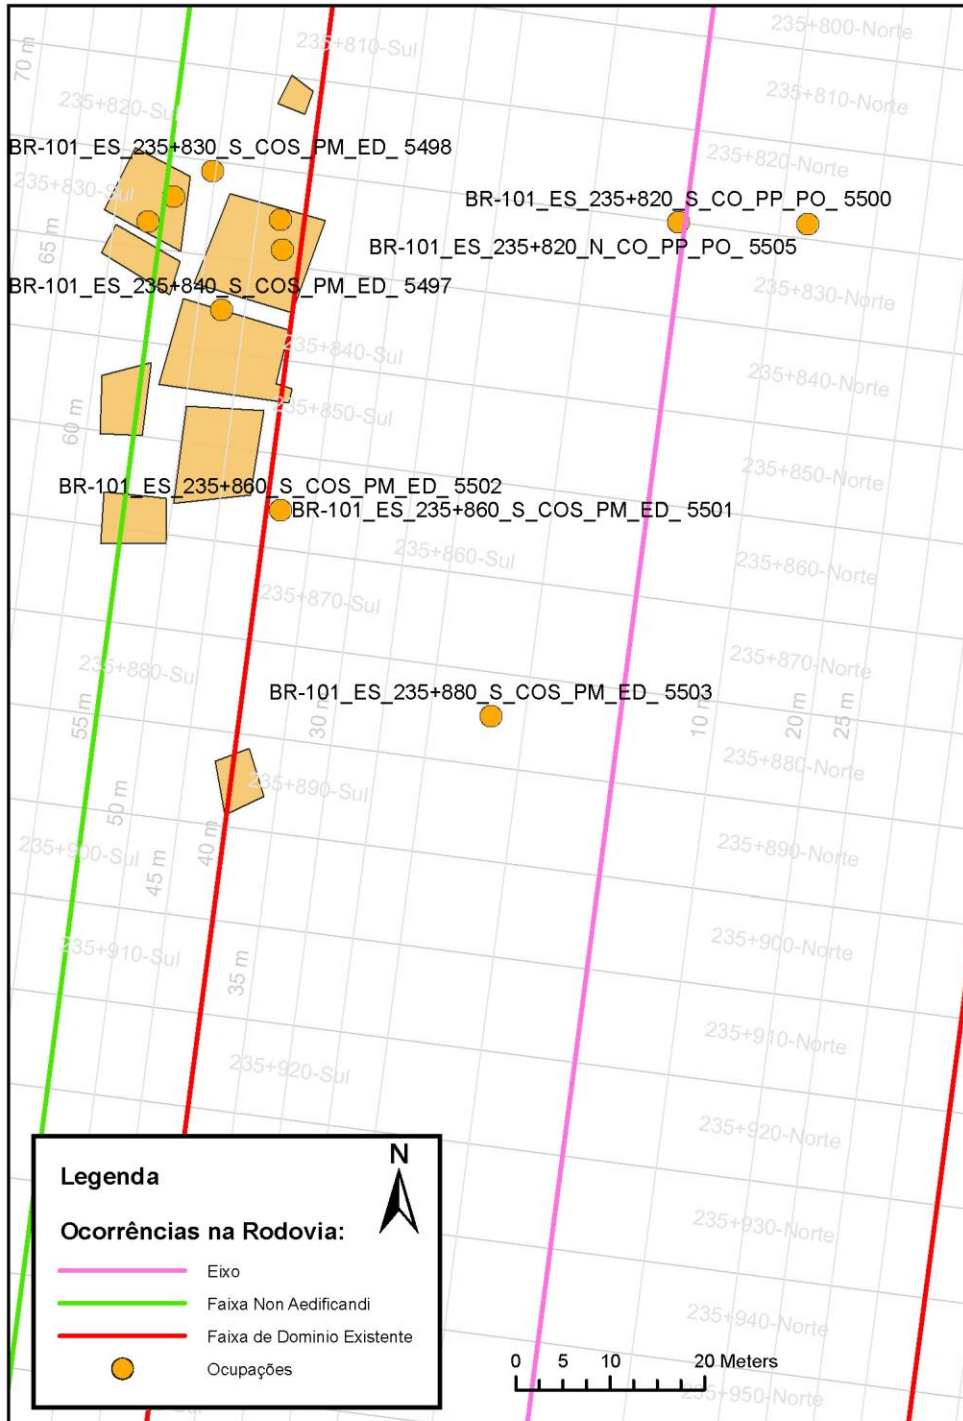 235+800-Norte
235+810-Sul
70 m
235+810-Norte
235+820-Sul
BR-101_ES_235+830_S_COS_PM_ED_ 5498
235+820-Norte
235+830-Sul
BR-101_ES_235+820_S_CO_PP_PO_ 5500
65 m
BR-101_ES_235+820_N_CO_PP_PO_ 5505
BR-101_ES_235+840_S_COS_PM_ED_ 5497
235+830-Norte
235+840-Sul
235+840-Norte
235+850-Sul
60 m
235+850-Norte
BR-101_ES_235+860_S_COS_PM_ED_ 5502
BR-101_ES_235+860_S_COS_PM_ED_ 5501
235+860-Sul
235+860-Norte
235+870-Sul
235+870-Norte
235+880-Sul
BR-101_ES_235+880_S_COS_PM_ED_ 5503
55 m
30 m
10 m
20 m
25 m
235+880-Norte
235+890-Sul
50 m
40 m
235+890-Norte
235+900-Sul
45 m
235+900-Norte
235+910-Sul
35 m
235+910-Norte
235+920-Sul
235+920-Norte
N
Legenda
235+930-Norte
Ocorrências na Rodovia:
Eixo
Faixa Non Aedificandi
235+940-Norte
Faixa de Dominio Existente
Ocupações
0 5 10 20 Meters
235+950-Norte